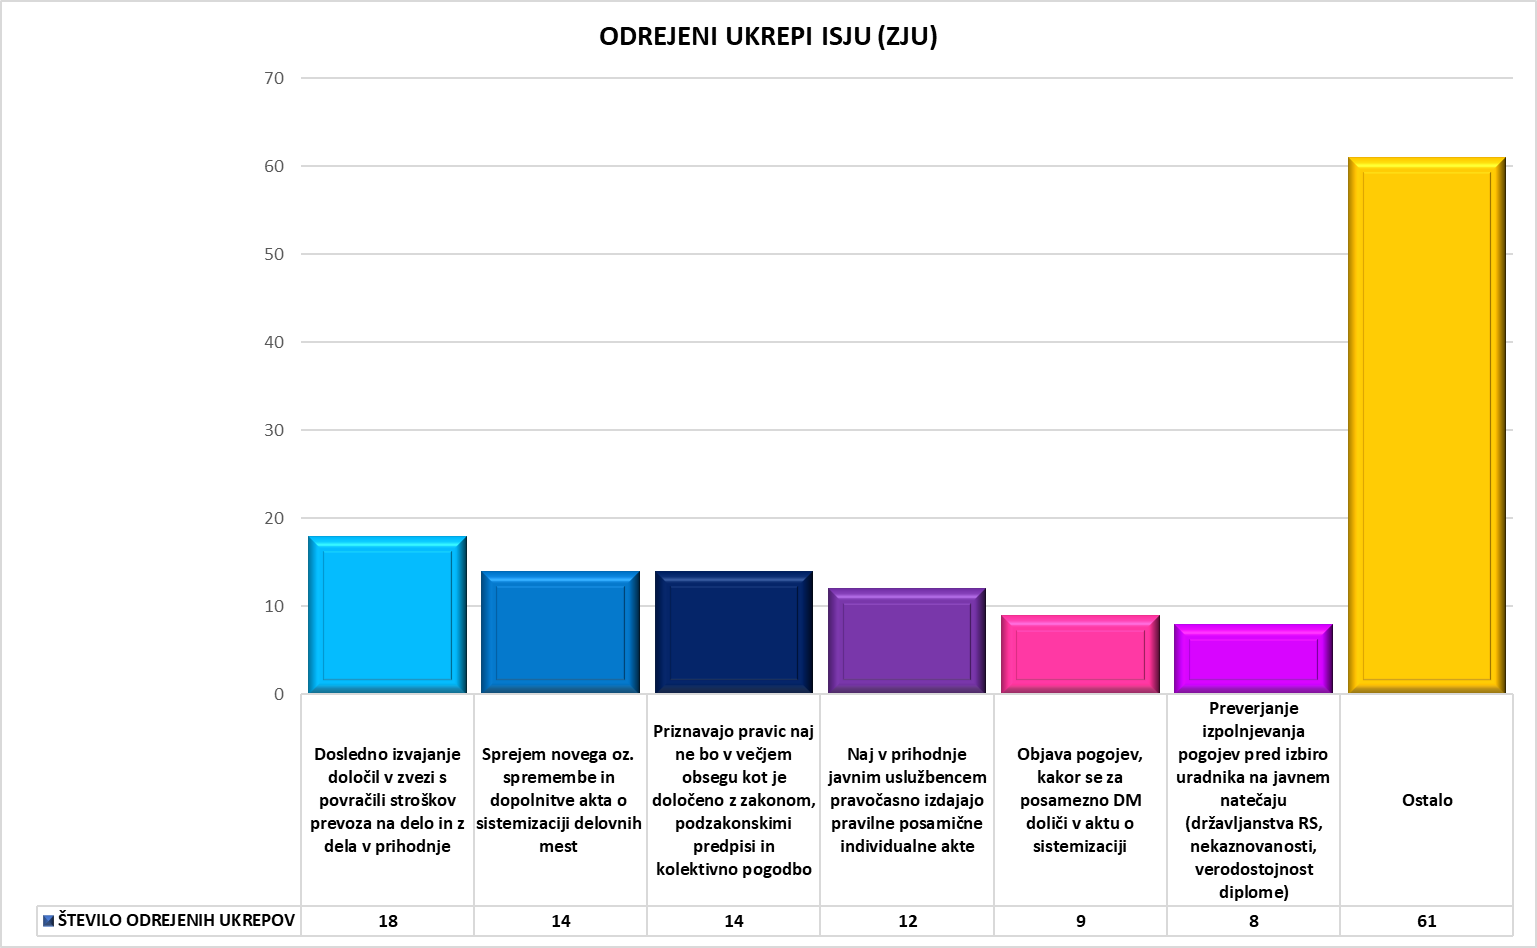 ODREJENI UKREPI ISJU (ZJU)
70
60
50
40
30
20
10
0
Dosledno izvajanje
določil v zvezi s
povračili stroškov
prevoza na delo in z
dela v prihodnje
Sprejem novega oz.
spremembe in
dopolnitve akta o
sistemizaciji delovnih
mest
Priznavajo pravic naj
ne bo v večjem
obsegu kot je
določeno z zakonom,
podzakonskimi
predpisi in
kolektivno pogodbo
Naj v prihodnje
javnim uslužbencem
pravočasno izdajajo
pravilne posamične
individualne akte
Objava pogojev,
kakor se za
posamezno DM
doliči v aktu o
sistemizaciji
Preverjanje
izpolnjevanja
pogojev pred izbiro
uradnika na javnem
natečaju
(državljanstva RS,
nekaznovanosti,
verodostojnost
diplome)
Ostalo
ŠTEVILO ODREJENIH UKREPOV 18 14 14 12 9 8 61